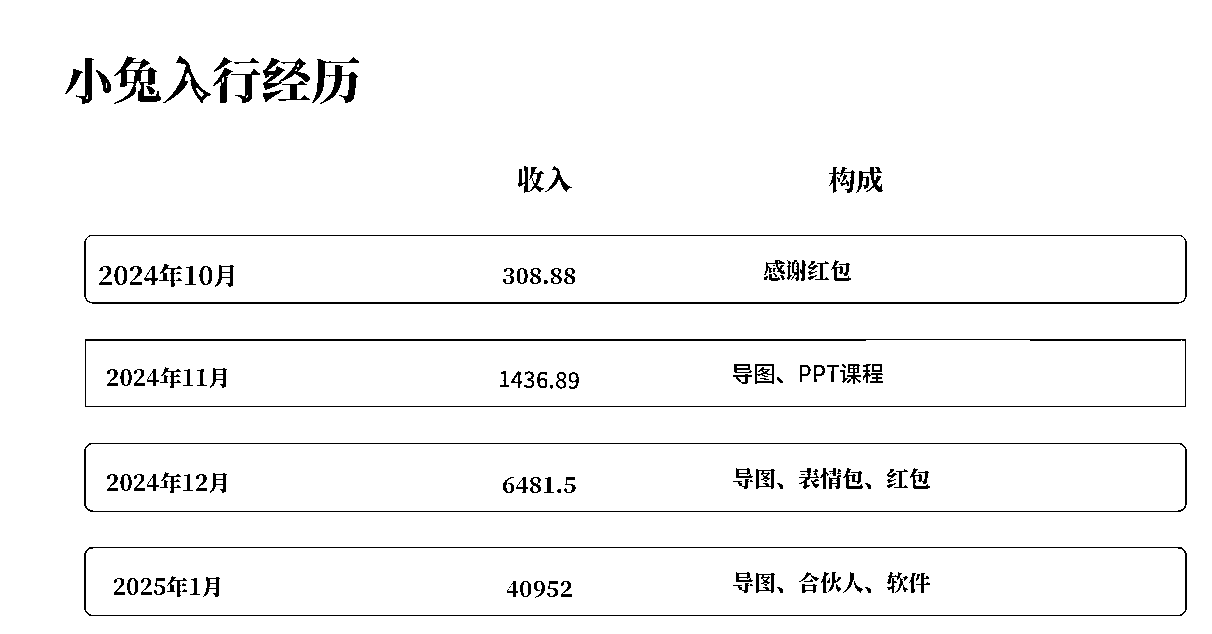 小兔入行经历
收入 构成
2024年10月 308.88 感谢红包
2024年11月 1436.89 导图、PPT课程
2024年12月 6481.5 导图、表情包、红包
2025年1月 40952 导图、合伙人、软件